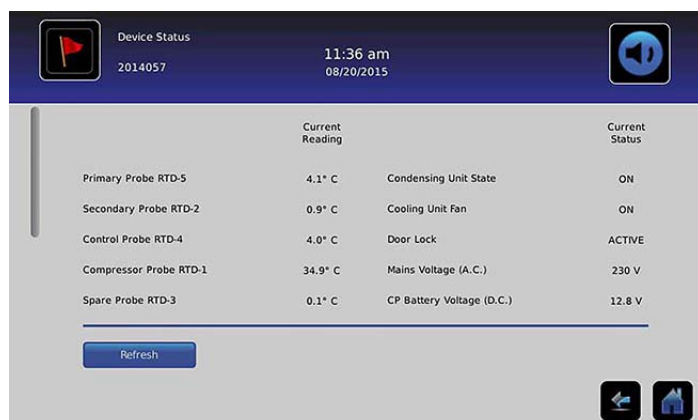 Device Status
2014057
11:36 am
08/20/2015
Current
Reading
Current
Status
Primary Probe RTD-5 4.1° C Condensing Unit State ON
Secondary Probe RTD-2 0.9° C Cooling Unit Fan ON
Control Probe RTD-4 4.0° C Door Lock ACTIVE
Compressor Probe RTD-1 34.9° C Mains Voltage (A.C.) 230 V
Spare Probe RTD-3 0.1° C CP Battery Voltage (D.C.) 12.8 V
Refresh